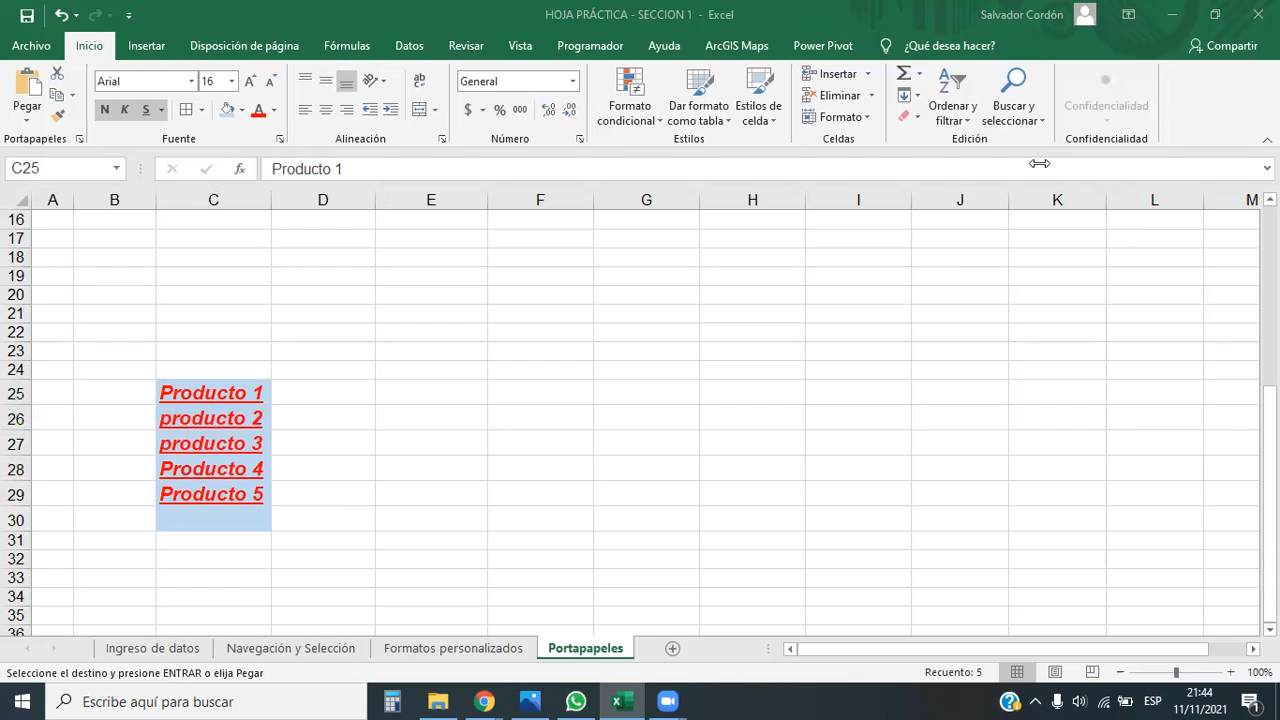 HOJA PRÁCTICA - SECCION 1 - Excel
Salvador Cordón
Archivo Inicio Insertar Disposición de página Fórmulas Datos Revisar Vista Programador Ayuda ArcGIS Maps Power Pivot ¿Qué desea hacer? Compartir
Pegar
Portapapeles
Arial 16
N K S
Fuente
ab
Alineación
General
$ % 000
Número
Formato condicional
Dar formato como tabla
Estilos de celda
Estilos
Insertar
Eliminar
Formato
Celdas
Ordenar y filtrar
Buscar y seleccionar
Edición
Confidencialidad
Confidencialidad
C25 fx Producto 1
A B C D E F G H I J K L M
16
17
18
19
20
21
22
23
24
25 Producto 1
26 producto 2
27 producto 3
28 Producto 4
29 Producto 5
30
31
32
33
34
35
36
Ingreso de datos Navegación y Selección Formatos personalizados Portapapeles
Seleccione el destino y presione ENTRAR o elija Pegar Recuento: 5 100%
Escribe aquí para buscar ESP 21:44
11/11/2021 1